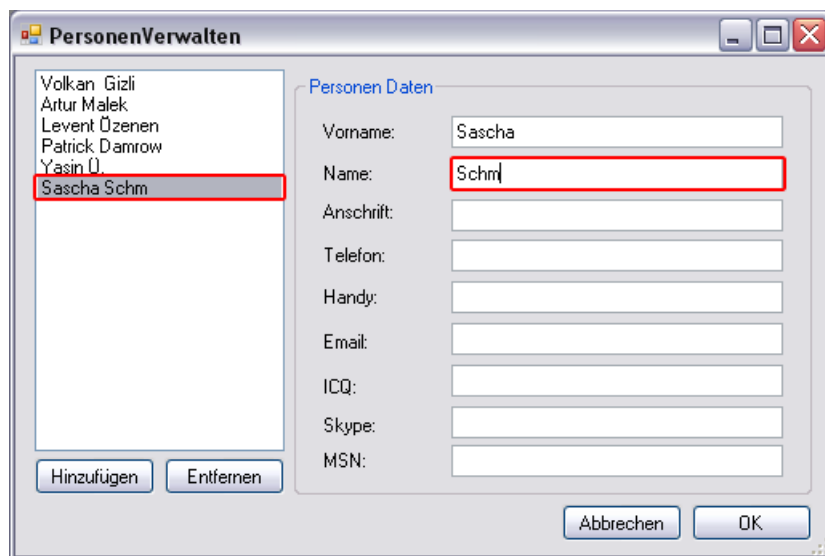 PersonenVerwalten
Volkan Gizli
Artur Malek
Levent Özenen
Patrick Damrow
Yasin Ü.
Sascha Schm
Hinzufügen
Entfernen
Personen Daten
Vorname: Sascha
Name: Schm
Anschrift:
Telefon:
Handy:
Email:
ICQ:
Skype:
MSN:
Abbrechen
OK